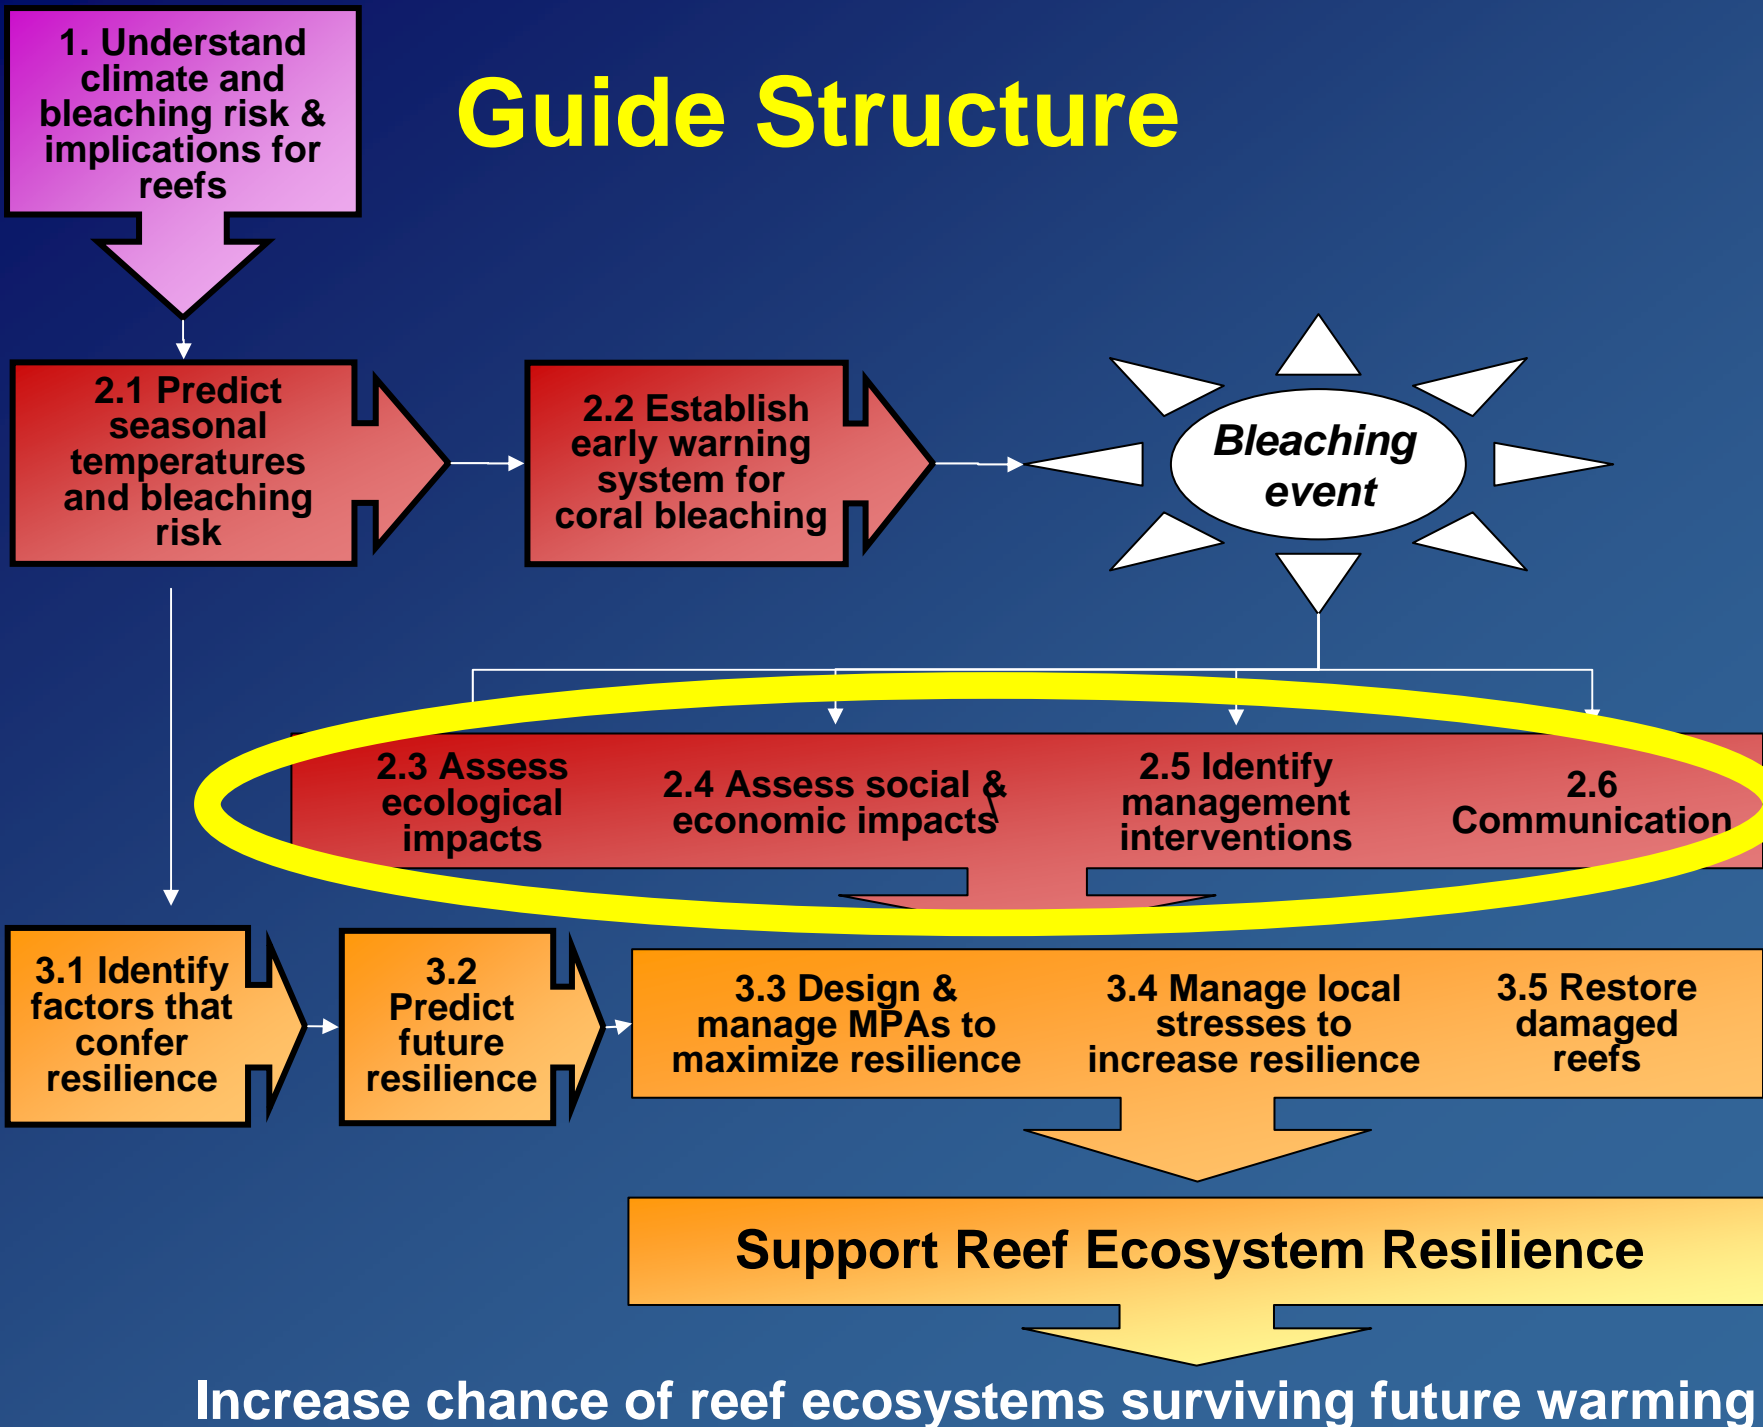 1. Understand
climate and
bleaching risk &
implications for
reefs
Guide Structure
2.1 Predict
seasonal
temperatures
and bleaching
risk
2.2 Establish
early warning
system for
coral bleaching
Bleaching
event
2.3 Assess
ecological
impacts
2.4 Assess social &
economic impacts
\
2.5 Identify
management
interventions
2.6
Communication
3.1 Identify
factors that
confer
resilience
3.2
Predict
future
resilience
3.3 Design &
manage MPAs to
maximize resilience
3.4 Manage local
stresses to
increase resilience
3.5 Restore
damaged
reefs
Support Reef Ecosystem Resilience
Increase chance of reef ecosystems surviving future warming